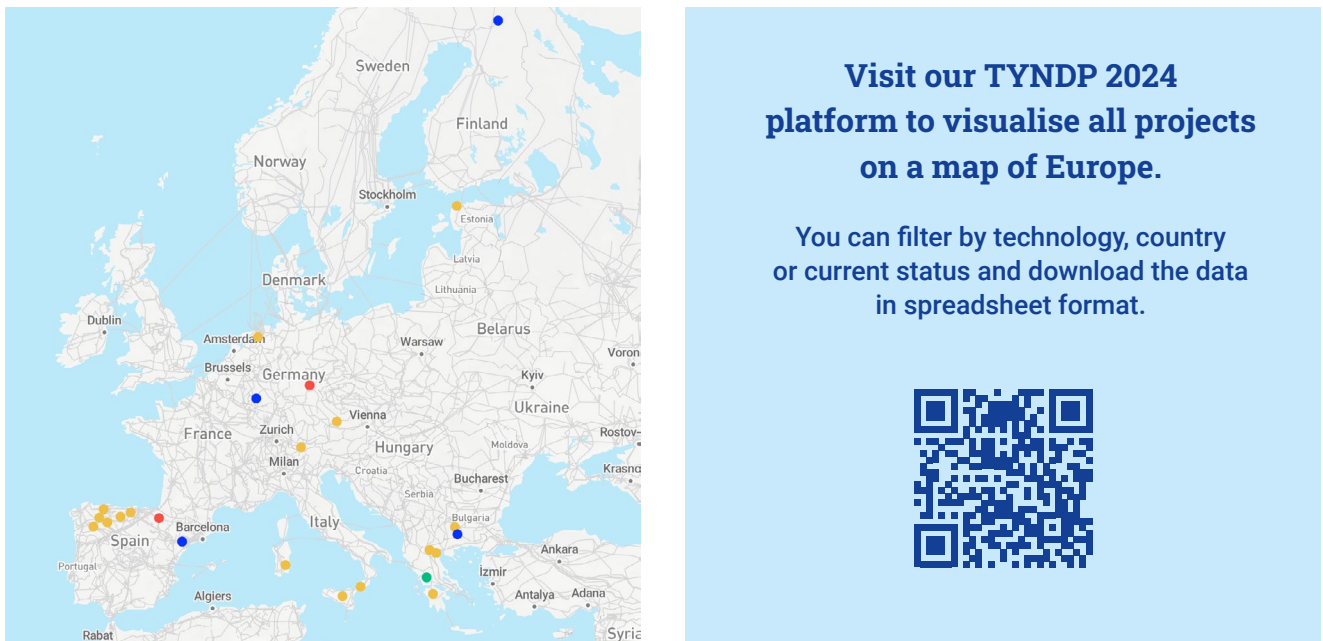 Sweden
Finland
Norway
Stockholm
Estonia
Latvia
Denmark
Lithuania
Dublin
Belarus
Amsterdam
Warsaw
Voron
Brussels
Germany
Kyiv
Ukraine
Vienna
Zurich
France
Rostov-
Hungary
Moldova
Milan
Croatia
Krasno
Bucharest
Serbia
Italy
Bulgaria
Barcelona
Spain
Ankara
Portugal
İzmir
Algiers
Antalya
Adana
Rabat
Syria
Visit our TYNDP 2024
platform to visualise all projects
on a map of Europe.
You can filter by technology, country
or current status and download the data
in spreadsheet format.